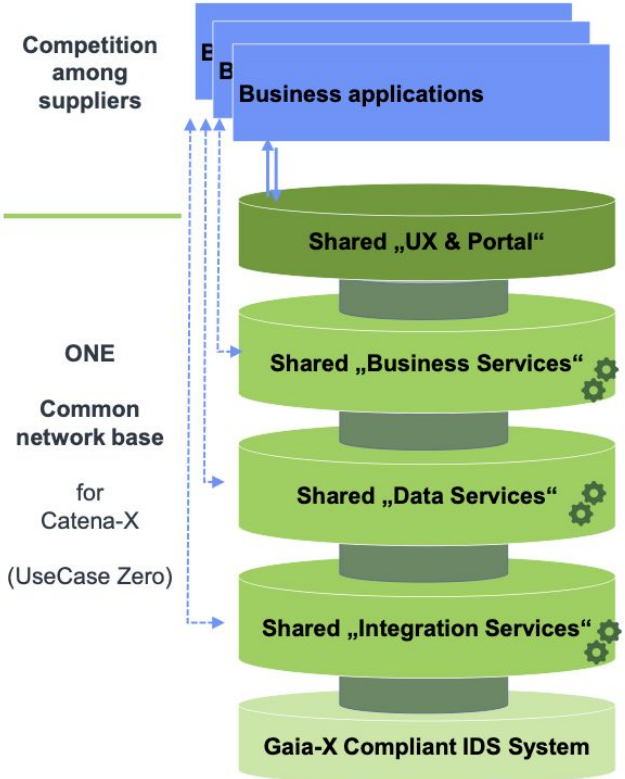 Competition
among
suppliers
B
B
Business applications
Shared „UX & Portal“
ONE
Shared „Business Services“
Common
network base
for
Catena-X
Shared „Data Services“
(UseCase Zero)
Shared „Integration Services“
Gaia-X Compliant IDS System